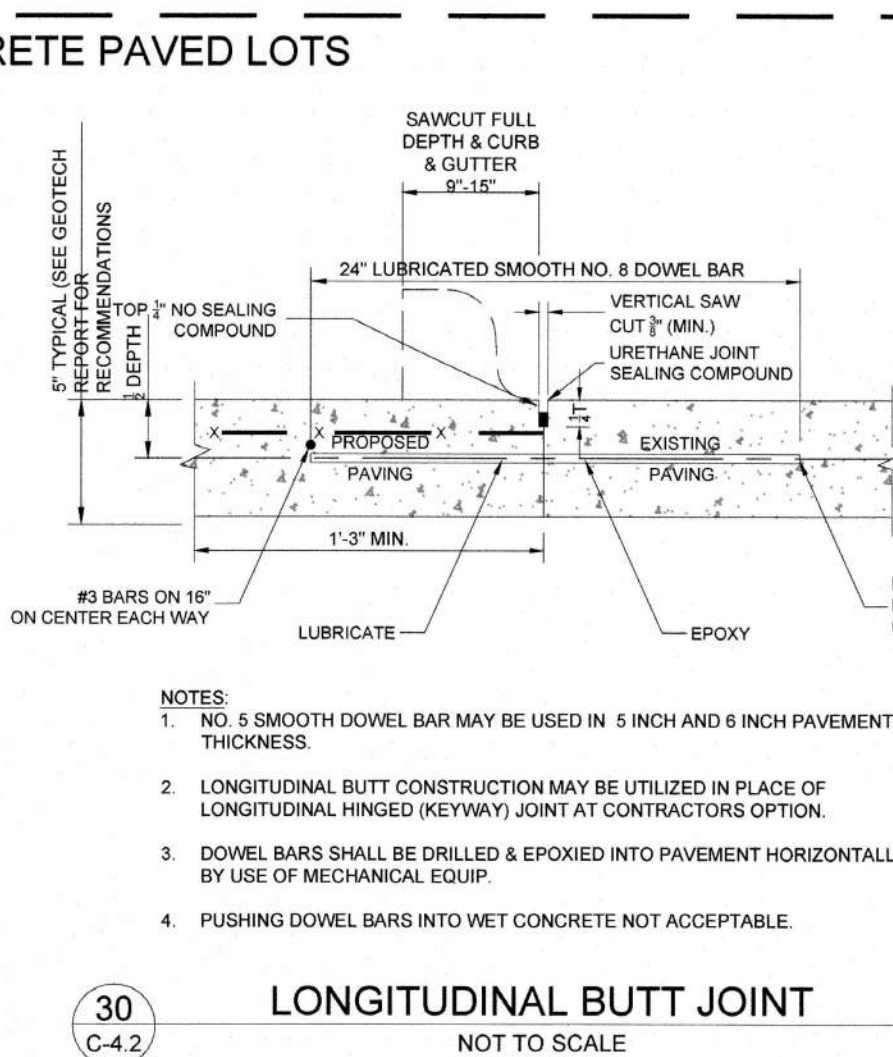 RETE PAVED LOTS
SAWCUT FULL
DEPTH & CURB
& GUTTER
9"-15"
5" TYPICAL (SEE GEOTECH
REPORT FOR
RECOMMENDATIONS
1/2 DEPTH
24" LUBRICATED SMOOTH NO. 8 DOWEL BAR
TOP 1/4" NO SEALING
COMPOUND
VERTICAL SAW
CUT 3/8" (MIN.)
URETHANE JOINT
SEALING COMPOUND
1/4 T
X
X
X
PROPOSED
PAVING
EXISTING
PAVING
1'-3" MIN.
#3 BARS ON 16"
ON CENTER EACH WAY
LUBRICATE
EPOXY
NOTES:
1. NO. 5 SMOOTH DOWEL BAR MAY BE USED IN 5 INCH AND 6 INCH PAVEMENT
THICKNESS.
2. LONGITUDINAL BUTT CONSTRUCTION MAY BE UTILIZED IN PLACE OF
LONGITUDINAL HINGED (KEYWAY) JOINT AT CONTRACTORS OPTION.
3. DOWEL BARS SHALL BE DRILLED & EPOXIED INTO PAVEMENT HORIZONTALL
BY USE OF MECHANICAL EQUIP.
4. PUSHING DOWEL BARS INTO WET CONCRETE NOT ACCEPTABLE.
30
C-4.2
LONGITUDINAL BUTT JOINT
NOT TO SCALE